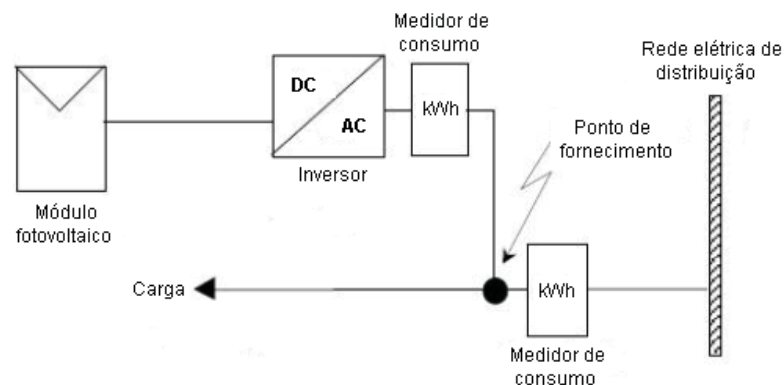 Medidor de
consumo
Rede elétrica de
distribuição
DC
AC
kWh
Ponto de
fornecimento
Inversor
Módulo
fotovoltaico
Carga
kWh
Medidor de
consumo